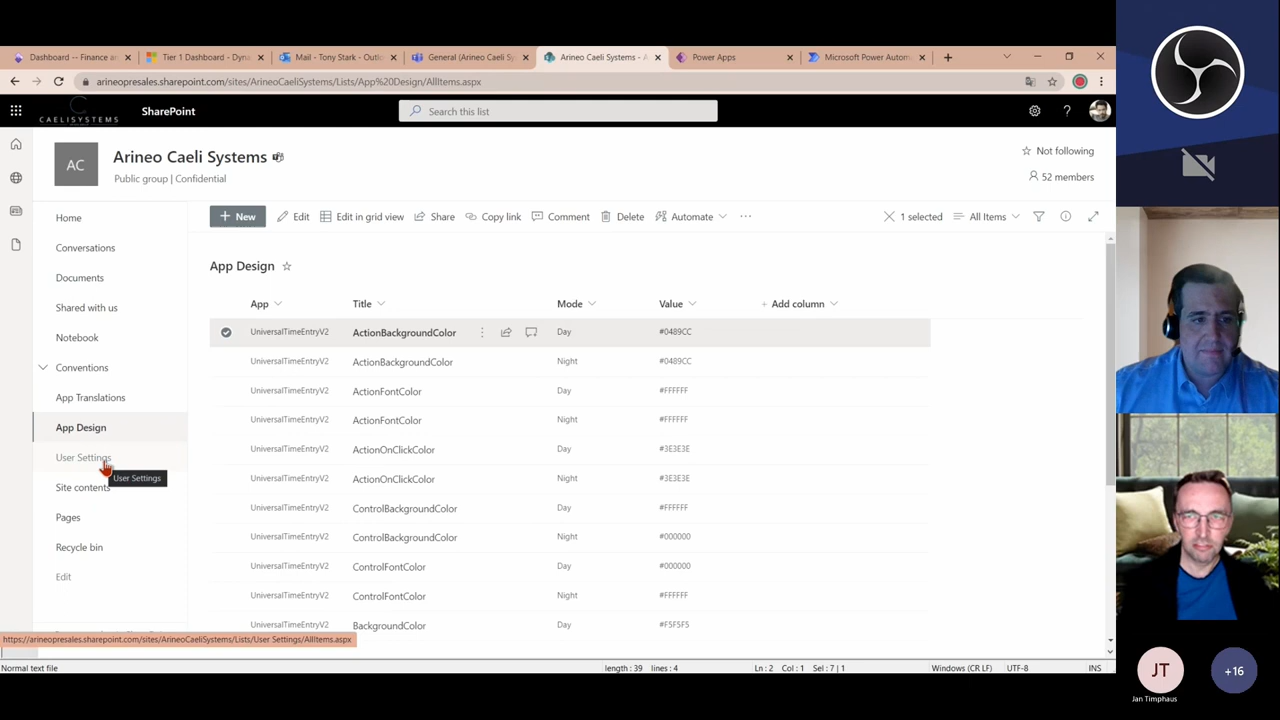 Dashboard -- Finance an
Tier 1 Dashboard - Dyna
Mail - Tony Stark - Outlo
General (Arineo Caeli Sy
Arineo Caeli Systems - A
Power Apps
Microsoft Power Autom
arineopresales.sharepoint.com/sites/ArineoCaeliSystems/Lists/App%20Design/AllItems.aspx
CAELISYSTEMS
SharePoint
Search this list
AC
Arineo Caeli Systems
Public group | Confidential
Not following
52 members
Home
Conversations
Documents
Shared with us
Notebook
Conventions
App Translations
App Design
User Settings
User Settings
Site contents
Pages
Recycle bin
Edit
+ New
Edit
Edit in grid view
Share
Copy link
Comment
Delete
Automate
1 selected
All Items
App Design
App Title Mode Value + Add column
UniversalTimeEntryV2 ActionBackgroundColor Day #0489CC
UniversalTimeEntryV2 ActionBackgroundColor Night #0489CC
UniversalTimeEntryV2 ActionFontColor Day #FFFFFF
UniversalTimeEntryV2 ActionFontColor Night #FFFFFF
UniversalTimeEntryV2 ActionOnClickColor Day #3E3E3E
UniversalTimeEntryV2 ActionOnClickColor Night #3E3E3E
UniversalTimeEntryV2 ControlBackgroundColor Day #FFFFFF
UniversalTimeEntryV2 ControlBackgroundColor Night #000000
UniversalTimeEntryV2 ControlFontColor Day #000000
UniversalTimeEntryV2 ControlFontColor Night #FFFFFF
UniversalTimeEntryV2 BackgroundColor Day #F5F5F5
https://arineopresales.sharepoint.com/sites/ArineoCaeliSystems/Lists/User Settings/AllItems.aspx
Normal text file
length : 39 lines : 4
Ln : 2 Col : 1 Sel : 7 | 1
Windows (CR LF)
UTF-8
INS
JT
Jan Timphaus
+16